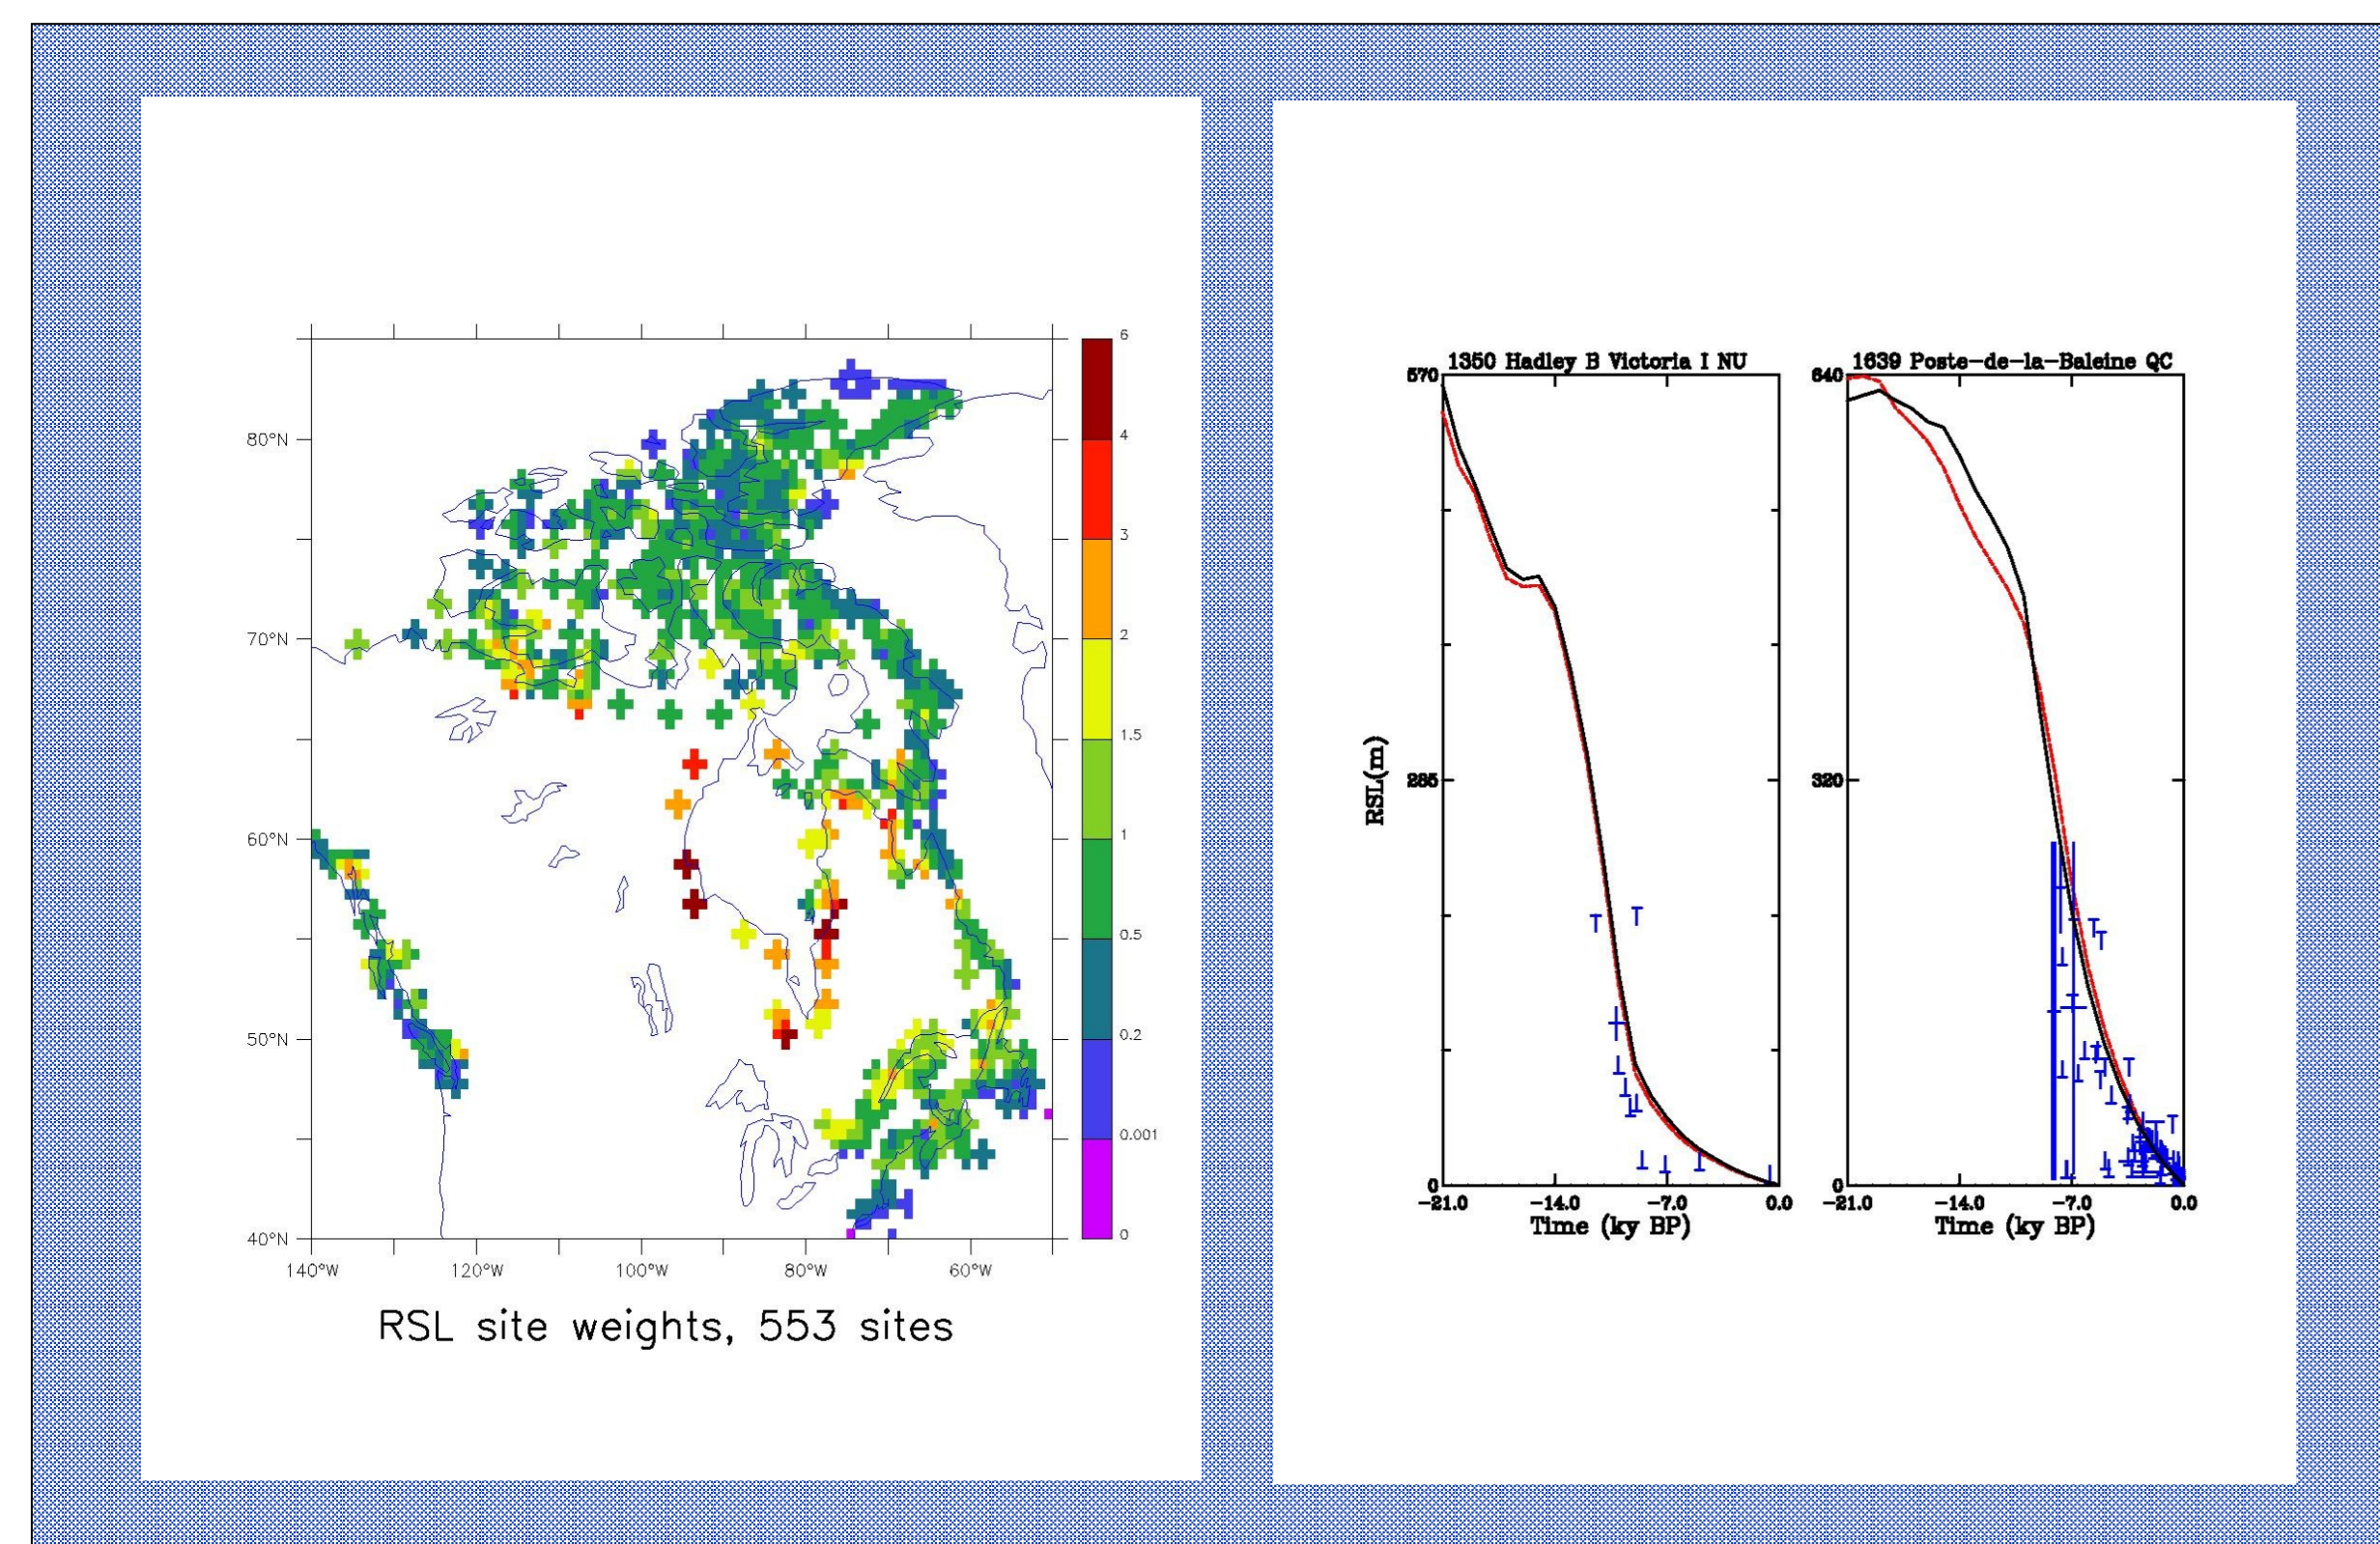 6
4
3
2
1.5
1
0.5
0.2
0.001
0
80°N
70°N
60°N
50°N
40°N
140°W 120°W 100°W 80°W 60°W
RSL site weights, 553 sites
1350 Hadley B Victoria I NU
570
285
0
RSL(m)
-21.0 -14.0 -7.0 0.0
Time (ky BP)
1639 Poste-de-la-Baleine QC
640
320
0
-21.0 -14.0 -7.0 0.0
Time (ky BP)